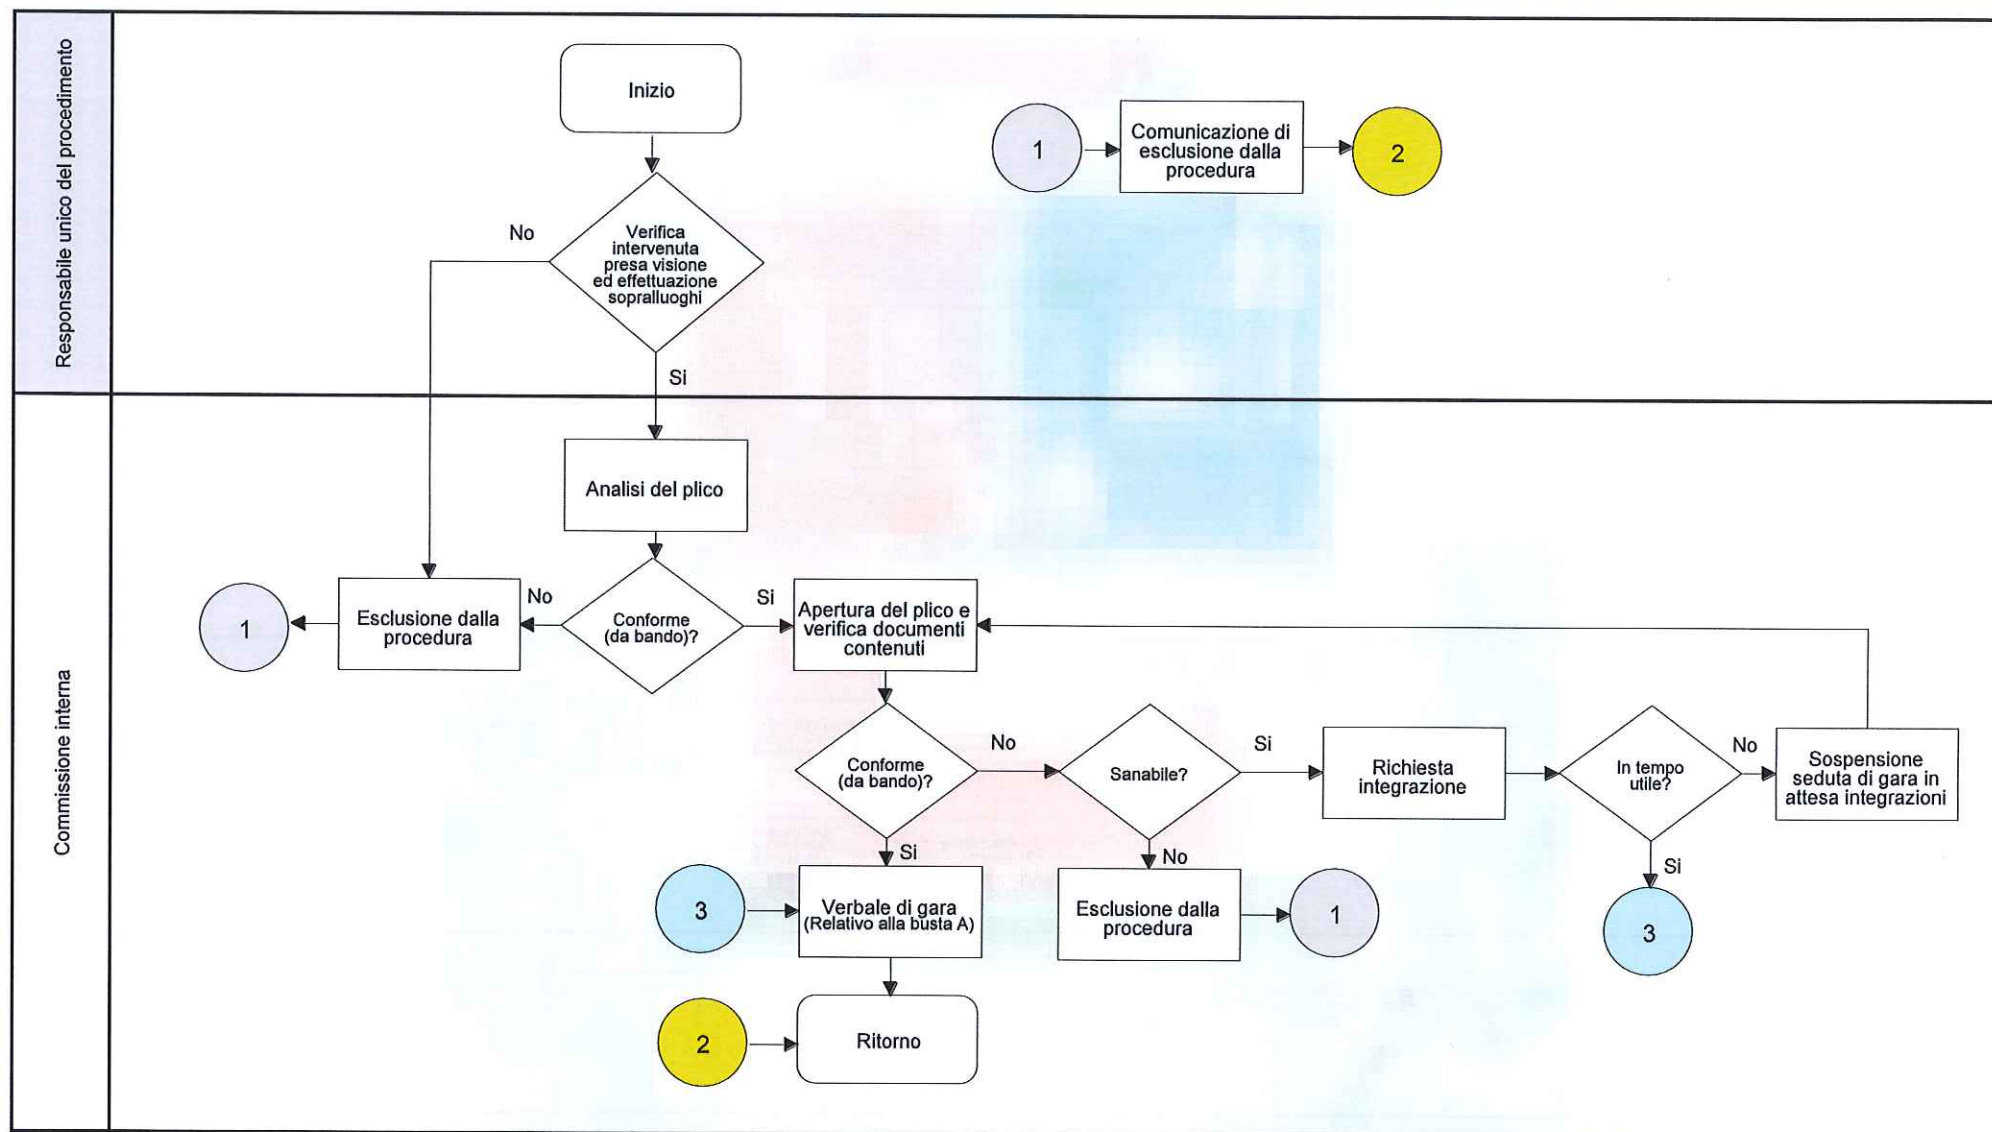 Responsabile unico del procedimento
Inizio
1
Comunicazione di
esclusione dalla
procedura
2
No
Verifica
intervenuta
presa visione
ed effettuazione
sopralluoghi
Si
Commissione interna
Analisi del plico
1
Esclusione dalla
procedura
No
Conforme
(da bando)?
Si
Apertura del plico e
verifica documenti
contenuti
Conforme
(da bando)?
No
Sanabile?
Si
Richiesta
integrazione
In tempo
utile?
No
Sospensione
seduta di gara in
attesa integrazioni
Si
No
Si
3
Verbale di gara
(Relativo alla busta A)
Esclusione dalla
procedura
1
3
2
Ritorno